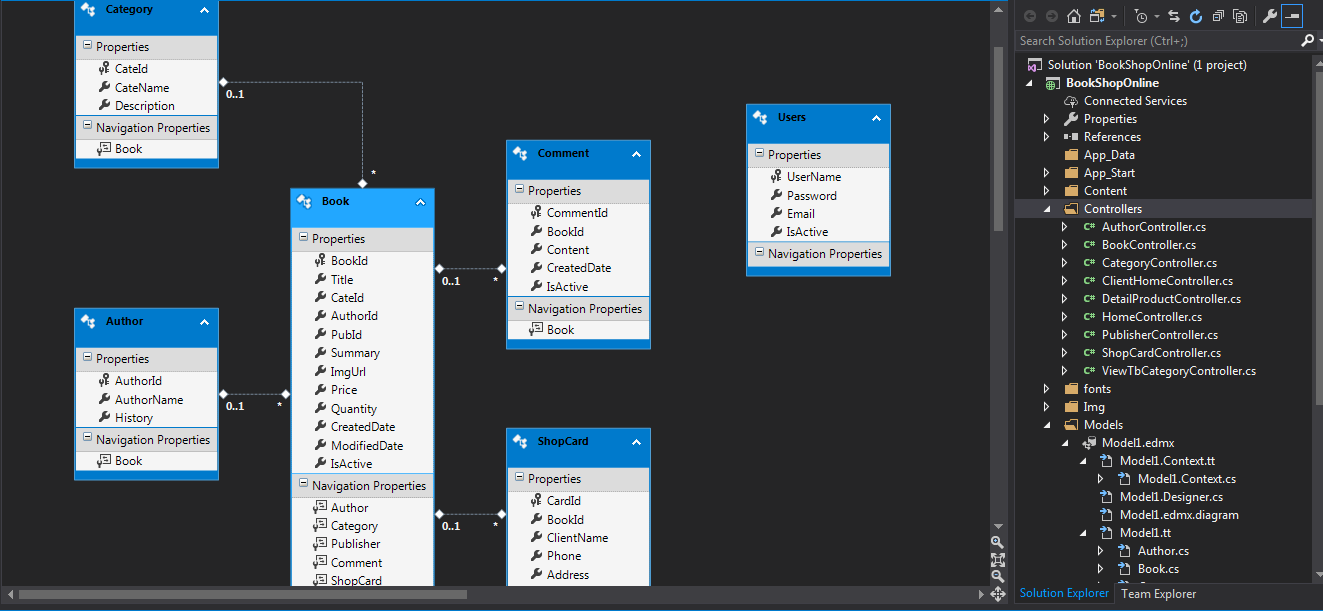 Category
Properties
CateId
CateName
Description
Navigation Properties
Book
0..1
*
Author
Properties
AuthorId
AuthorName
History
Navigation Properties
Book
0..1
*
Book
Properties
BookId
Title
CateId
AuthorId
PubId
Summary
ImgUrl
Price
Quantity
CreatedDate
ModifiedDate
IsActive
Navigation Properties
Author
Category
Publisher
Comment
ShopCard
0..1
*
0..1
*
Comment
Properties
CommentId
BookId
Content
CreatedDate
IsActive
Navigation Properties
Book
ShopCard
Properties
CardId
BookId
ClientName
Phone
Address
Users
Properties
UserName
Password
Email
IsActive
Navigation Properties
Search Solution Explorer (Ctrl+;)
Solution 'BookShopOnline' (1 project)
BookShopOnline
Connected Services
Properties
References
App_Data
App_Start
Content
Controllers
C# AuthorController.cs
C# BookController.cs
C# CategoryController.cs
C# ClientHomeController.cs
C# DetailProductController.cs
C# HomeController.cs
C# PublisherController.cs
C# ShopCardController.cs
C# ViewTbCategoryController.cs
fonts
Img
Models
Model1.edmx
Model1.Context.tt
Model1.Context.cs
Model1.Designer.cs
Model1.edmx.diagram
Model1.tt
Author.cs
Book.cs
Solution Explorer
Team Explorer